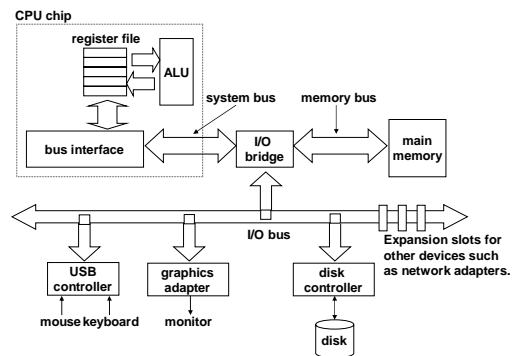 CPU chip
register file
ALU
system bus
memory bus
bus interface
I/O
bridge
main
memory
I/O bus
Expansion slots for
other devices such
as network adapters.
USB
controller
graphics
adapter
disk
controller
mouse keyboard
monitor
disk